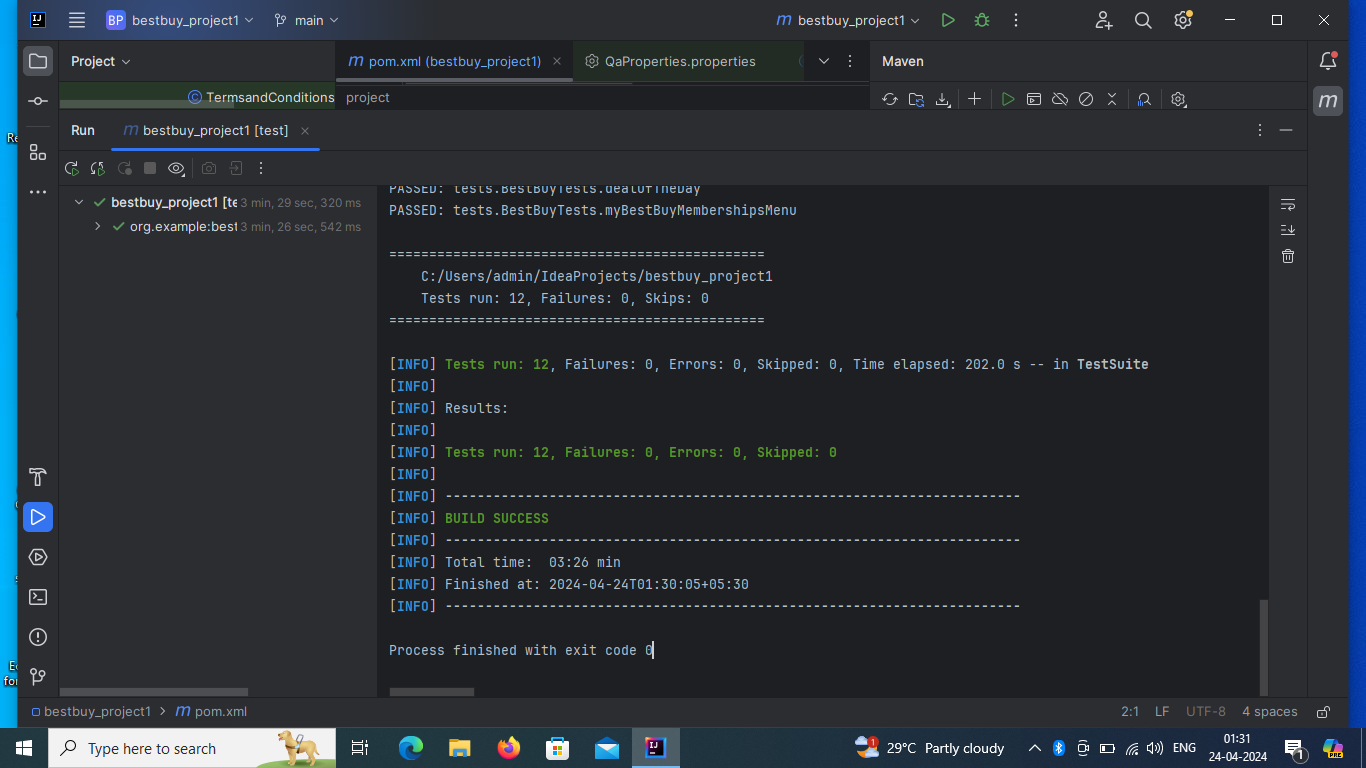 BP bestbuy_project1 main bestbuy_project1
Project pom.xml (bestbuy_project1) QaProperties.properties Maven
TermsandConditions project
Run bestbuy_project1 [test]
bestbuy_project1 [te 3 min, 29 sec, 320 ms
org.example:best 3 min, 26 sec, 542 ms
PASSED: tests.BestBuyTests.dealOfTheDay
PASSED: tests.BestBuyTests.myBestBuyMembershipsMenu
===============================================
C:/Users/admin/IdeaProjects/bestbuy_project1
Tests run: 12, Failures: 0, Skips: 0
===============================================
[INFO] Tests run: 12, Failures: 0, Errors: 0, Skipped: 0, Time elapsed: 202.0 s -- in TestSuite
[INFO]
[INFO] Results:
[INFO]
[INFO] Tests run: 12, Failures: 0, Errors: 0, Skipped: 0
[INFO]
[INFO] ------------------------------------------------------------------------
[INFO] BUILD SUCCESS
[INFO] ------------------------------------------------------------------------
[INFO] Total time:  03:26 min
[INFO] Finished at: 2024-04-24T01:30:05+05:30
[INFO] ------------------------------------------------------------------------
Process finished with exit code 0
bestbuy_project1 > pom.xml 2:1 LF UTF-8 4 spaces
Type here to search
29°C Partly cloudy
ENG
01:31
24-04-2024